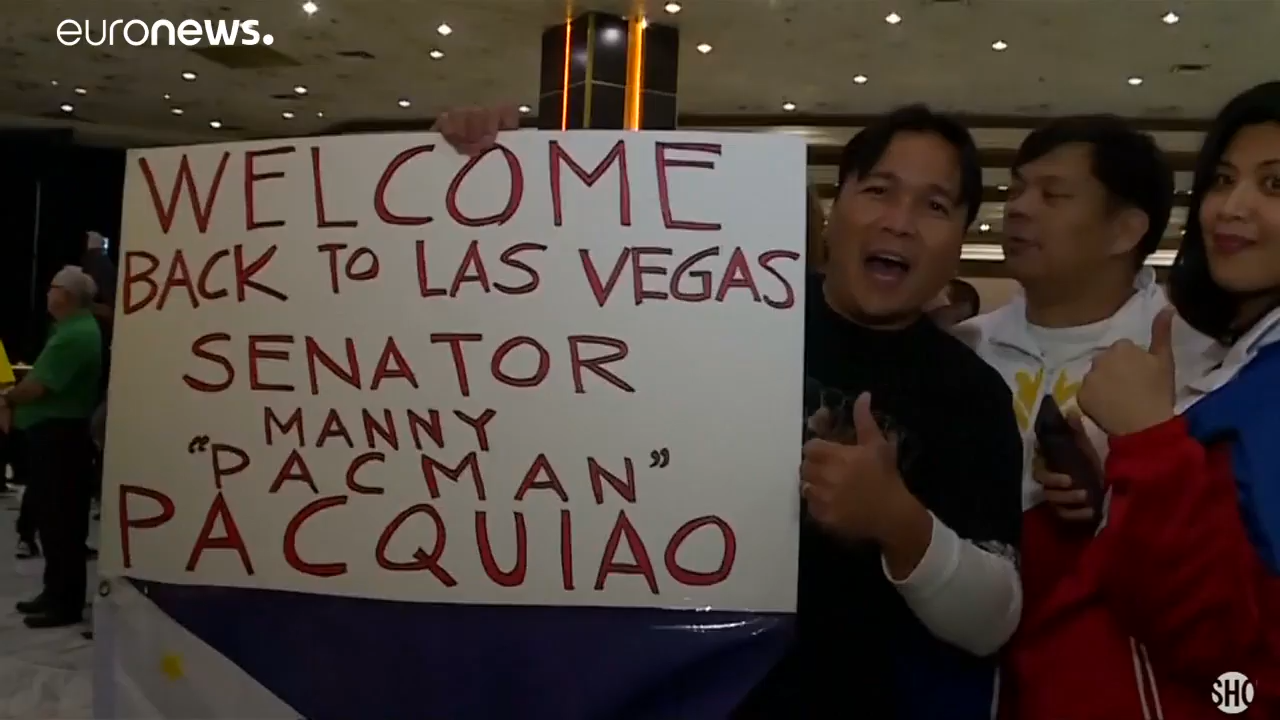 euronews.
WELCOME
BACK TO LAS VEGAS
SENATOR
MANNY
"PACMAN"
PACQUIAO
SHO